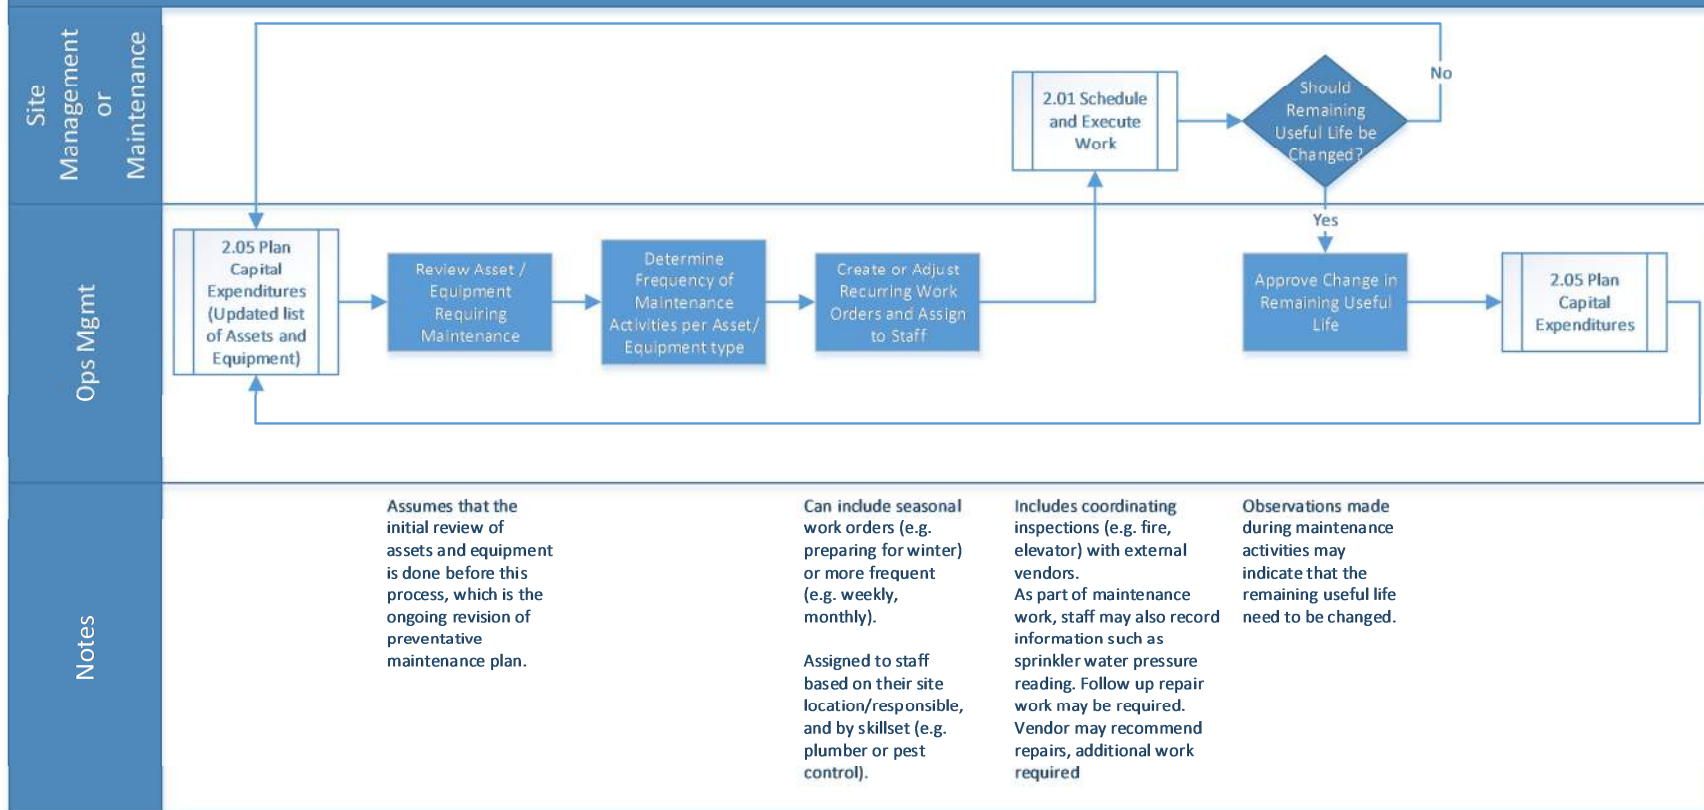 Site
Management
or
Maintenance
2.01 Schedule
and Execute
Work
Should
Remaining
Useful Life be
Changed?
No
Yes
Ops Mgmt
2.05 Plan
Capital
Expenditures
(Updated list
of Assets and
Equipment)
Review Asset /
Equipment
Requiring
Maintenance
Determine
Frequency of
Maintenance
Activities per Asset/
Equipment type
Create or Adjust
Recurring Work
Orders and Assign
to Staff
Approve Change in
Remaining Useful
Life
2.05 Plan
Capital
Expenditures
Notes
Assumes that the
initial review of
assets and equipment
is done before this
process, which is the
ongoing revision of
preventative
maintenance plan.
Can include seasonal
work orders (e.g.
preparing for winter)
or more frequent
(e.g. weekly,
monthly).
Assigned to staff
based on their site
location/responsible,
and by skillset (e.g.
plumber or pest
control).
Includes coordinating
inspections (e.g. fire,
elevator) with external
vendors.
As part of maintenance
work, staff may also record
information such as
sprinkler water pressure
reading. Follow up repair
work may be required.
Vendor may recommend
repairs, additional work
required
Observations made
during maintenance
activities may
indicate that the
remaining useful life
need to be changed.